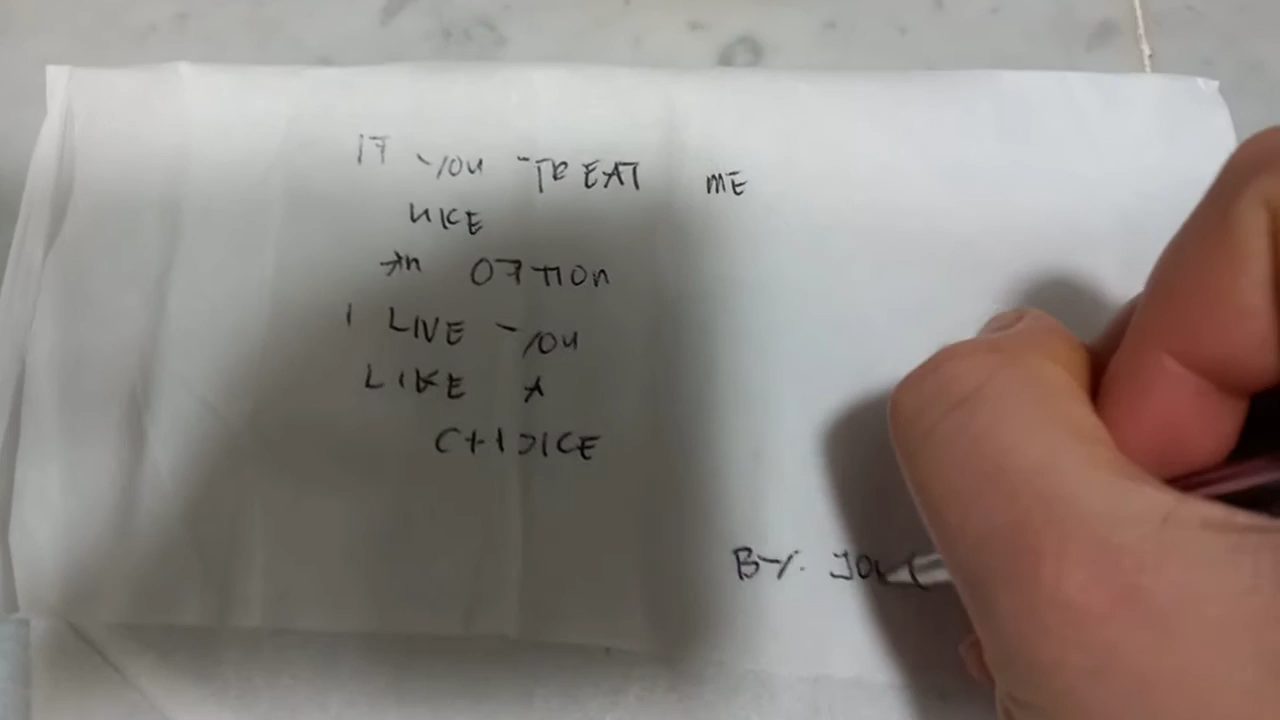 IF YOU TREAT ME
LIKE
AN OPTION
I LIVE YOU
LIKE A
CHOICE
BY: